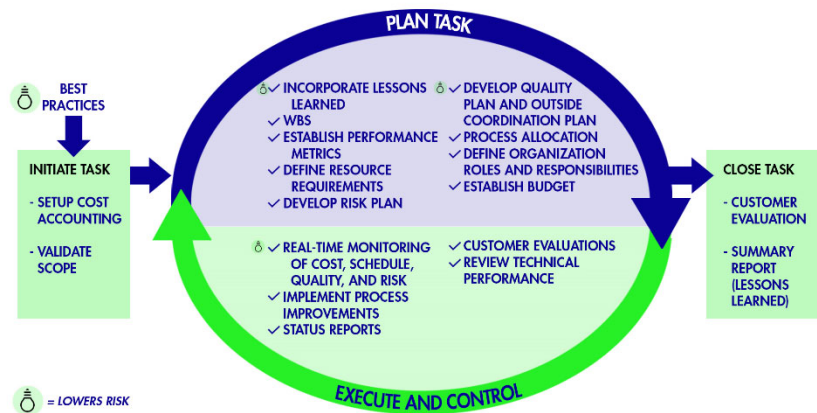 PLAN TASK
BEST
PRACTICES
INITIATE TASK
- SETUP COST
ACCOUNTING
- VALIDATE
SCOPE
✓ INCORPORATE LESSONS
LEARNED
✓ WBS
✓ ESTABLISH PERFORMANCE
METRICS
✓ DEFINE RESOURCE
REQUIREMENTS
✓ DEVELOP RISK PLAN
✓ DEVELOP QUALITY
PLAN AND OUTSIDE
COORDINATION PLAN
✓ PROCESS ALLOCATION
✓ DEFINE ORGANIZATION
ROLES AND RESPONSIBILITIES
✓ ESTABLISH BUDGET
✓ REAL-TIME MONITORING
OF COST, SCHEDULE,
QUALITY, AND RISK
✓ IMPLEMENT PROCESS
IMPROVEMENTS
✓ STATUS REPORTS
✓ CUSTOMER EVALUATIONS
✓ REVIEW TECHNICAL
PERFORMANCE
CLOSE TASK
- CUSTOMER
EVALUATION
- SUMMARY
REPORT
(LESSONS
LEARNED)
EXECUTE AND CONTROL
= LOWERS RISK